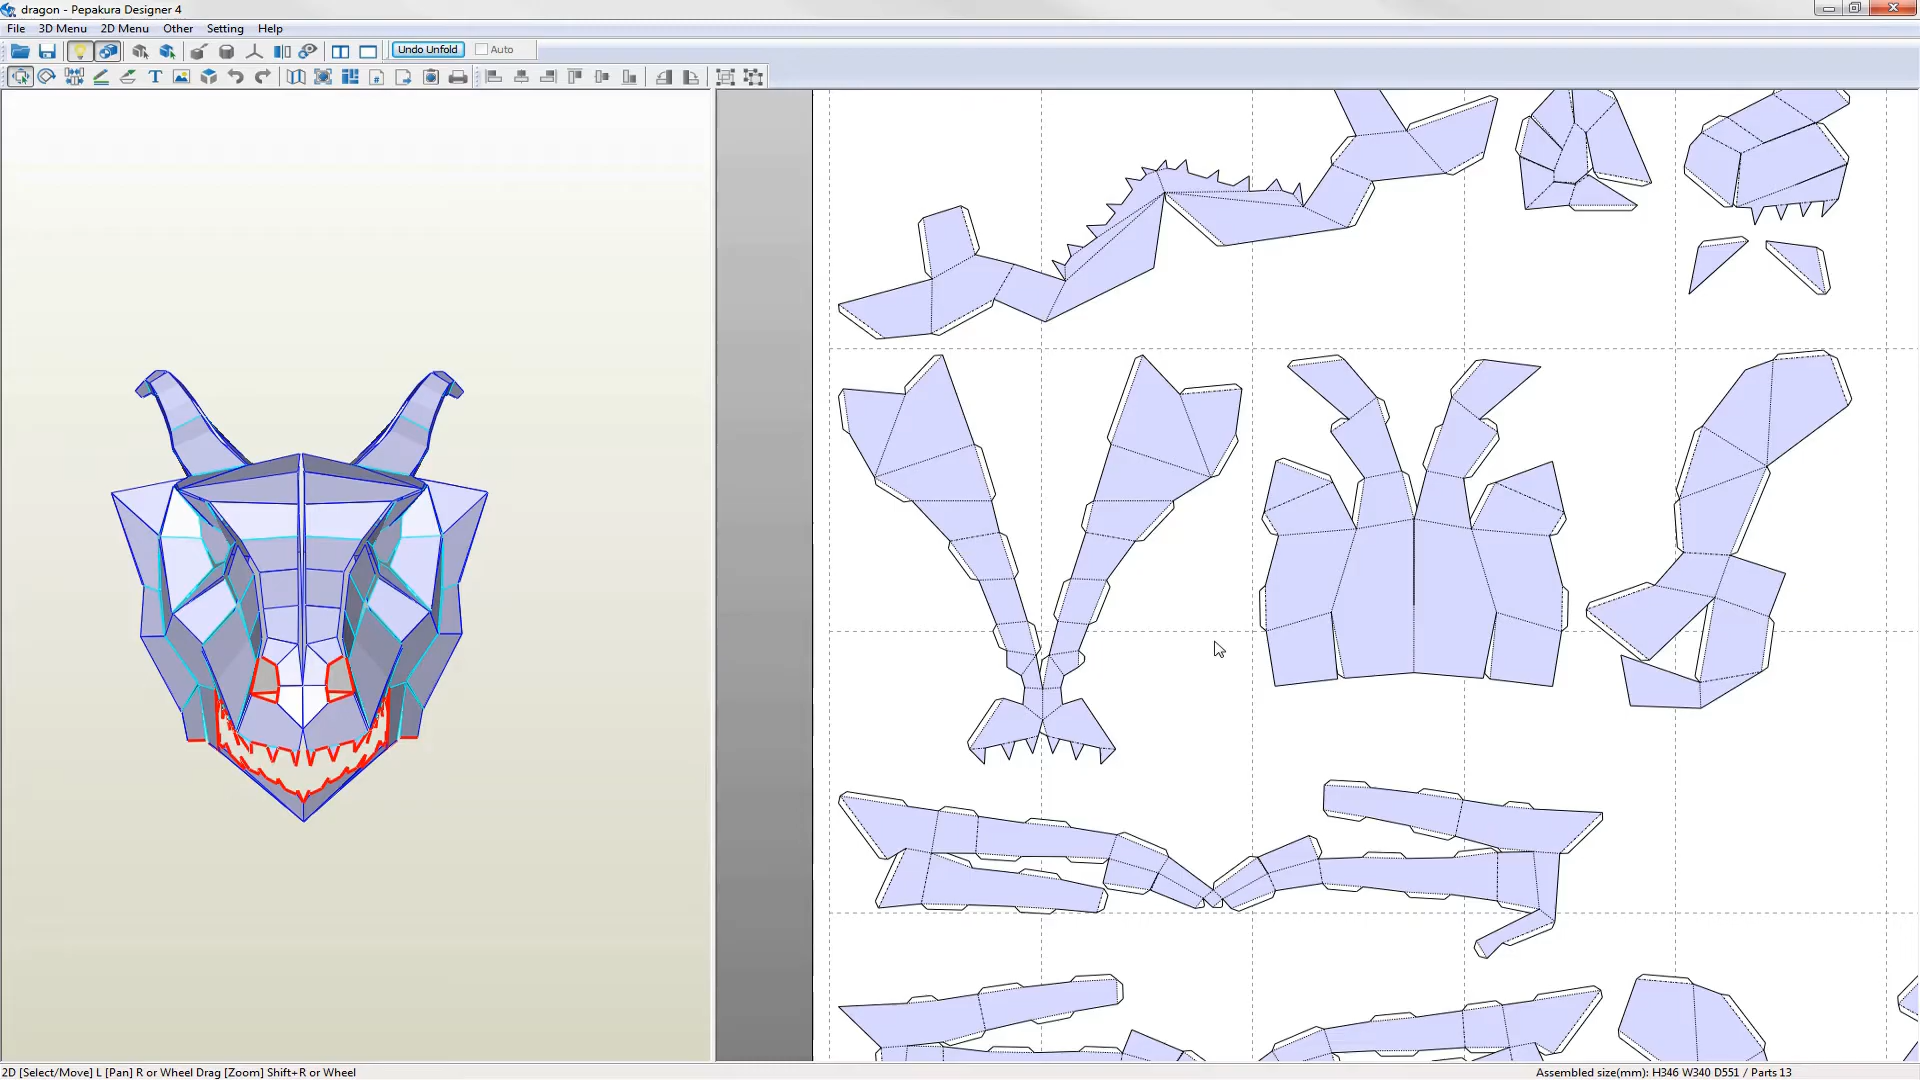 dragon - Pepakura Designer 4
File 3D Menu 2D Menu Other Setting Help
Undo Unfold Auto
2D [Select/Move] L [Pan] R or Wheel Drag [Zoom] Shift+R or Wheel
Assembled size(mm): H346 W340 D551 / Parts 13